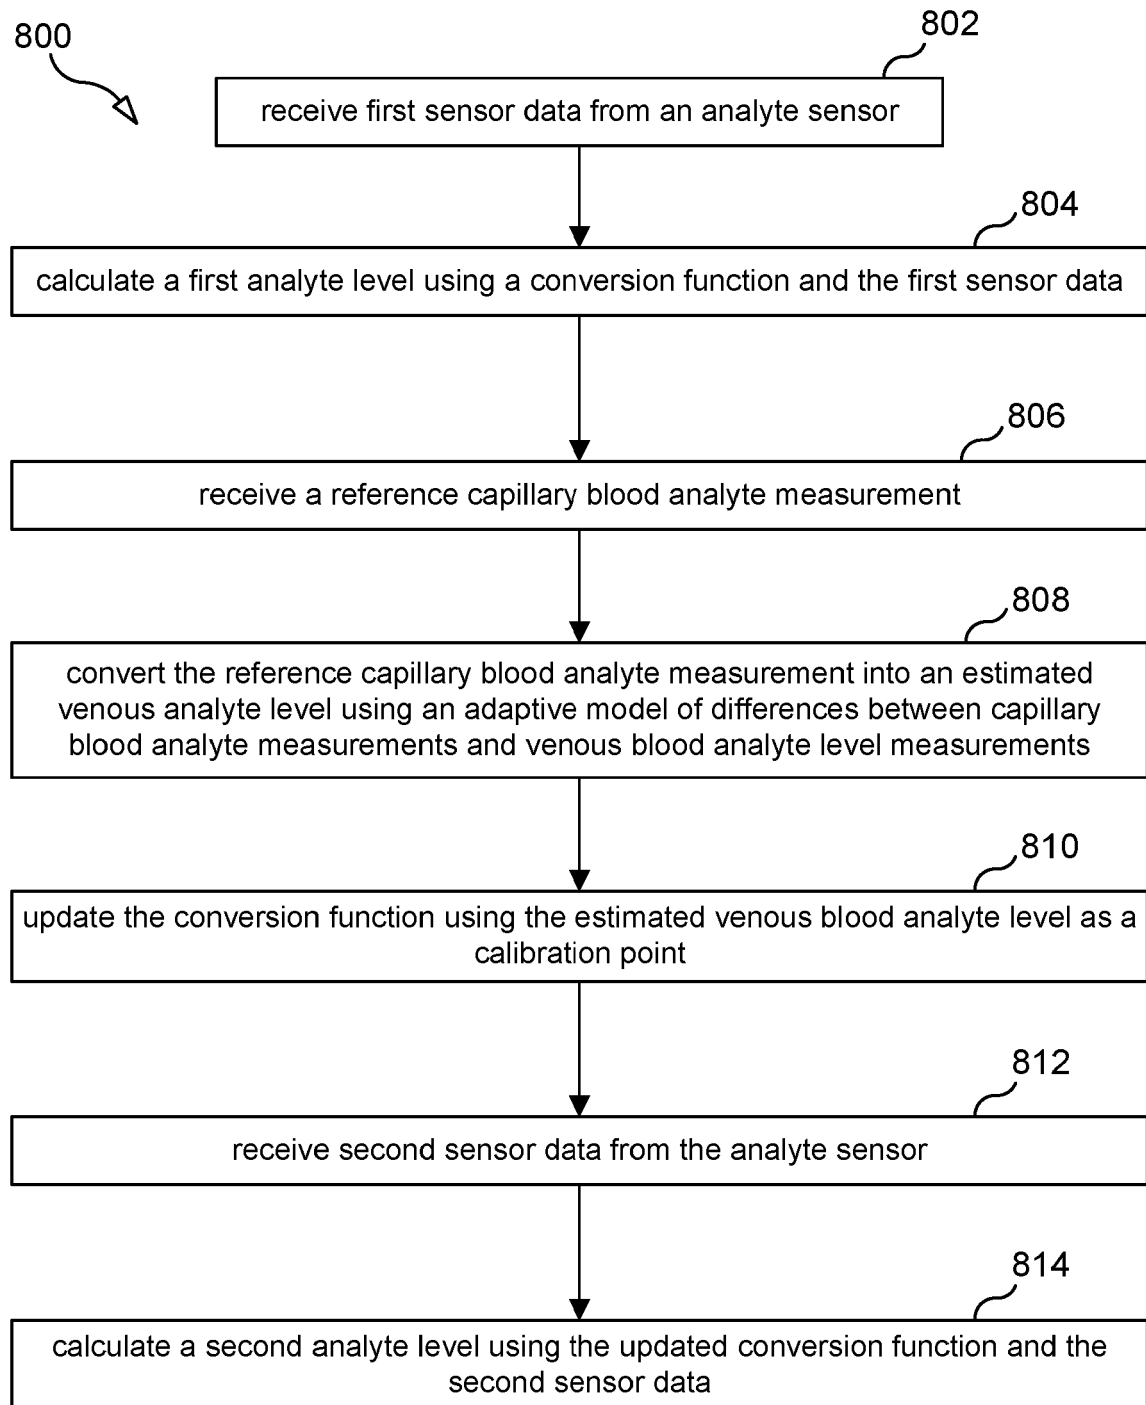 800
802
receive first sensor data from an analyte sensor
804
calculate a first analyte level using a conversion function and the first sensor data
806
receive a reference capillary blood analyte measurement
808
convert the reference capillary blood analyte measurement into an estimated
venous analyte level using an adaptive model of differences between capillary
blood analyte measurements and venous blood analyte level measurements
810
update the conversion function using the estimated venous blood analyte level as a
calibration point
812
receive second sensor data from the analyte sensor
814
calculate a second analyte level using the updated conversion function and the
second sensor data